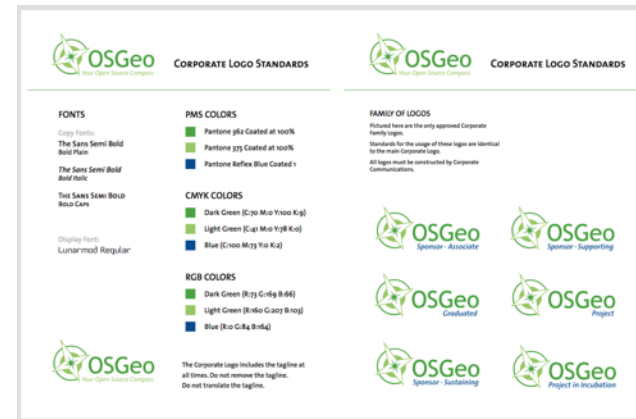 OSGeo
Your Open Source Compass
CORPORATE LOGO STANDARDS
FONTS
Copy Fonts:
The Sans Semi Bold
Bold Plain
The Sans Semi Bold
Bold Italic
THE SANS SEMI BOLD
BOLD CAPS
Display Font:
Lunarmod Regular
PMS COLORS
Pantone 362 Coated at 100%
Pantone 375 Coated at 100%
Pantone Reflex Blue Coated 1
CMYK COLORS
Dark Green (C:70 M:0 Y:100 K:9)
Light Green (C:41 M:0 Y:78 K:0)
Blue (C:100 M:73 Y:0 K:2)
RGB COLORS
Dark Green (R:73 G:169 B:66)
Light Green (R:160 G:207 B:103)
Blue (R:0 G:84 B:164)
OSGeo
Your Open Source Compass
The Corporate Logo includes the tagline at
all times. Do not remove the tagline.
Do not translate the tagline.
OSGeo
Your Open Source Compass
CORPORATE LOGO STANDARDS
FAMILY OF LOGOS
Pictured here are the only approved Corporate
Family Logos.
Standards for the usage of these logos are identical
to the main Corporate Logo.
All logos must be constructed by Corporate
Communications.
OSGeo
Sponsor · Associate
OSGeo
Sponsor · Supporting
OSGeo
Graduated
OSGeo
Project
OSGeo
Sponsor · Sustaining
OSGeo
Project in Incubation